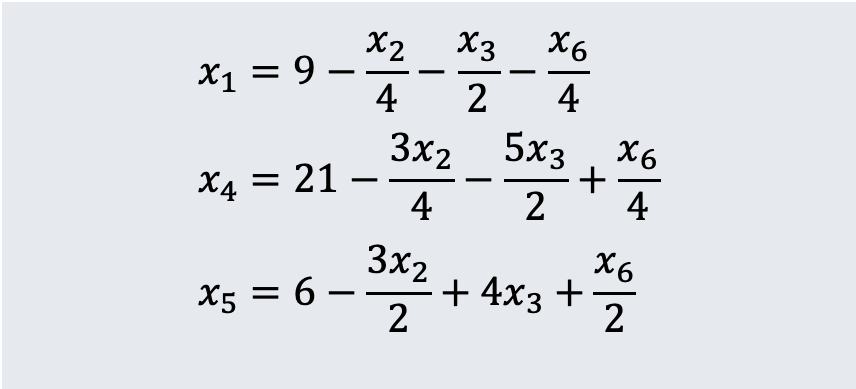 x₁ = 9 − x₂/4 − x₃/2 − x₆/4
x₄ = 21 − 3x₂/4 − 5x₃/2 + x₆/4
x₅ = 6 − 3x₂/2 + 4x₃ + x₆/2